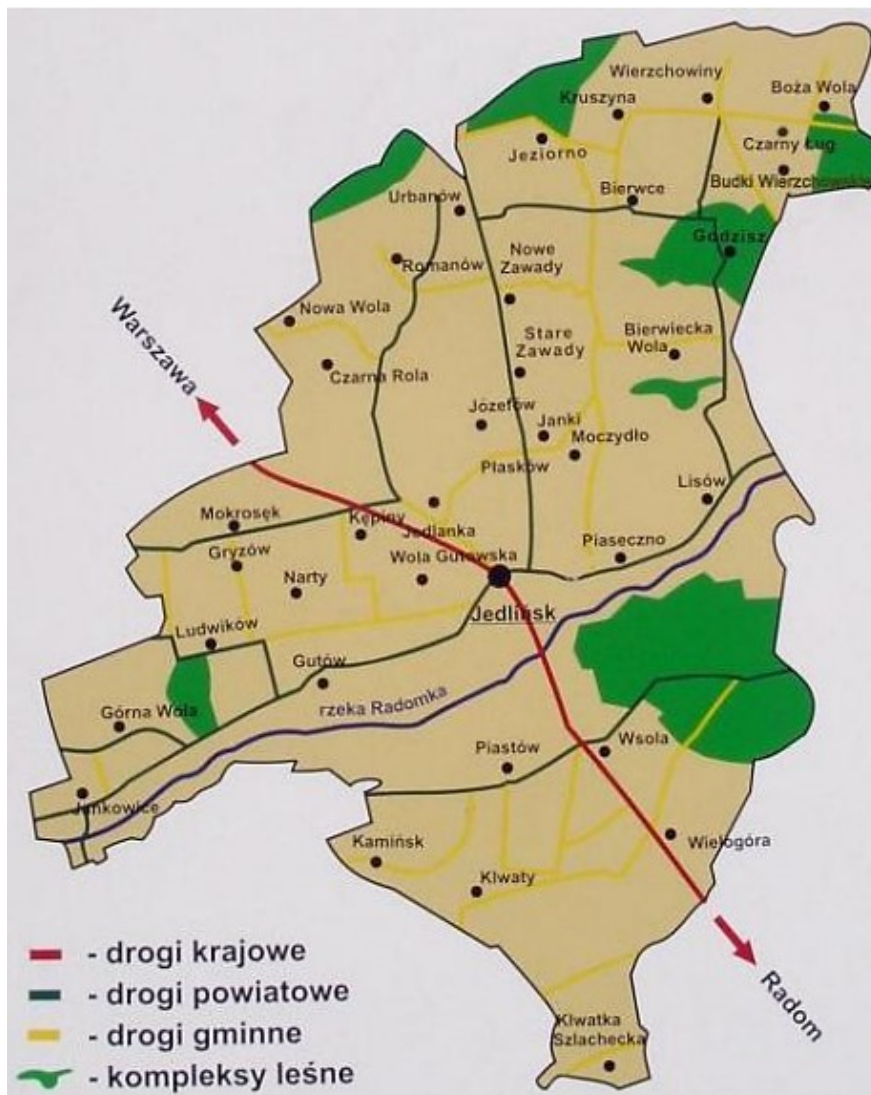 Wierzchowiny
Boża Wola
Kruszyna
Czarny Ług
Jeziorno
Budki Wierzchowskie
Bierwce
Urbanów
Godzisz
Nowe
Zawady
Romanów
Nowa Wola
Warszawa
Stare
Zawady
Bierwiecka
Wola
Czarna Rola
Józefów
Janki
Moczydło
Płasków
Lisów
Mokrosęk
Kępiny
Jedlanka
Gryzów
Wola Gutowska
Piaseczno
Narty
Jedlińsk
Ludwików
Gutów
rzeka Radomka
Górna Wola
Piastów
Wsola
Jankowice
Kamińsk
Wielogóra
Klwaty
- drogi krajowe
- drogi powiatowe
Radom
- drogi gminne
Klwatka
Szlachecka
- kompleksy leśne